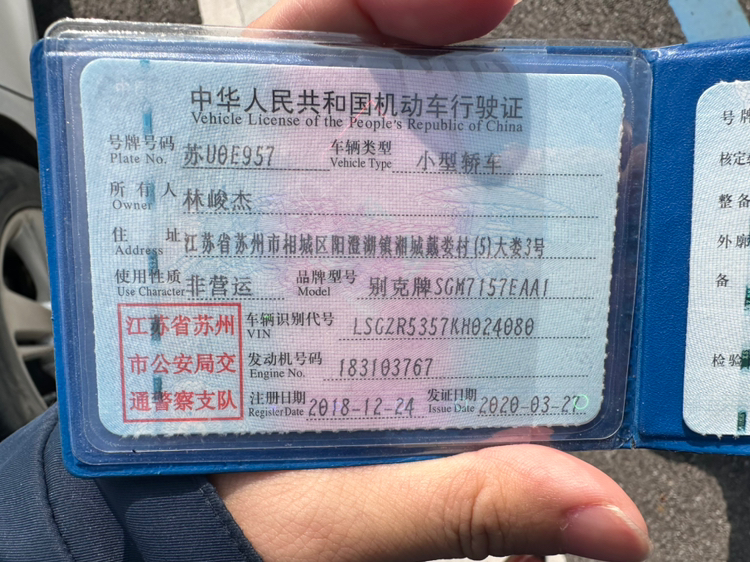 中华人民共和国机动车行驶证
Vehicle License of the People's Republic of China
号牌号码 苏U0E957 车辆类型 小型轿车
Plate No. Vehicle Type
所有人 林峻杰
Owner
住址 江苏省苏州市相城区阳澄湖镇湘城戴娄村(5)大娄3号
Address
使用性质 非营运 品牌型号 别克牌SGM7157EAA1
Use Character Model
江苏省苏州
市公安局交
通警察支队
车辆识别代号 LSGZR5357KH024080
VIN
发动机号码 183103767
Engine No.
注册日期 2018-12-24 发证日期 2020-03-27
Register Date Issue Date
号牌
核定
整备
外廓
备
检验